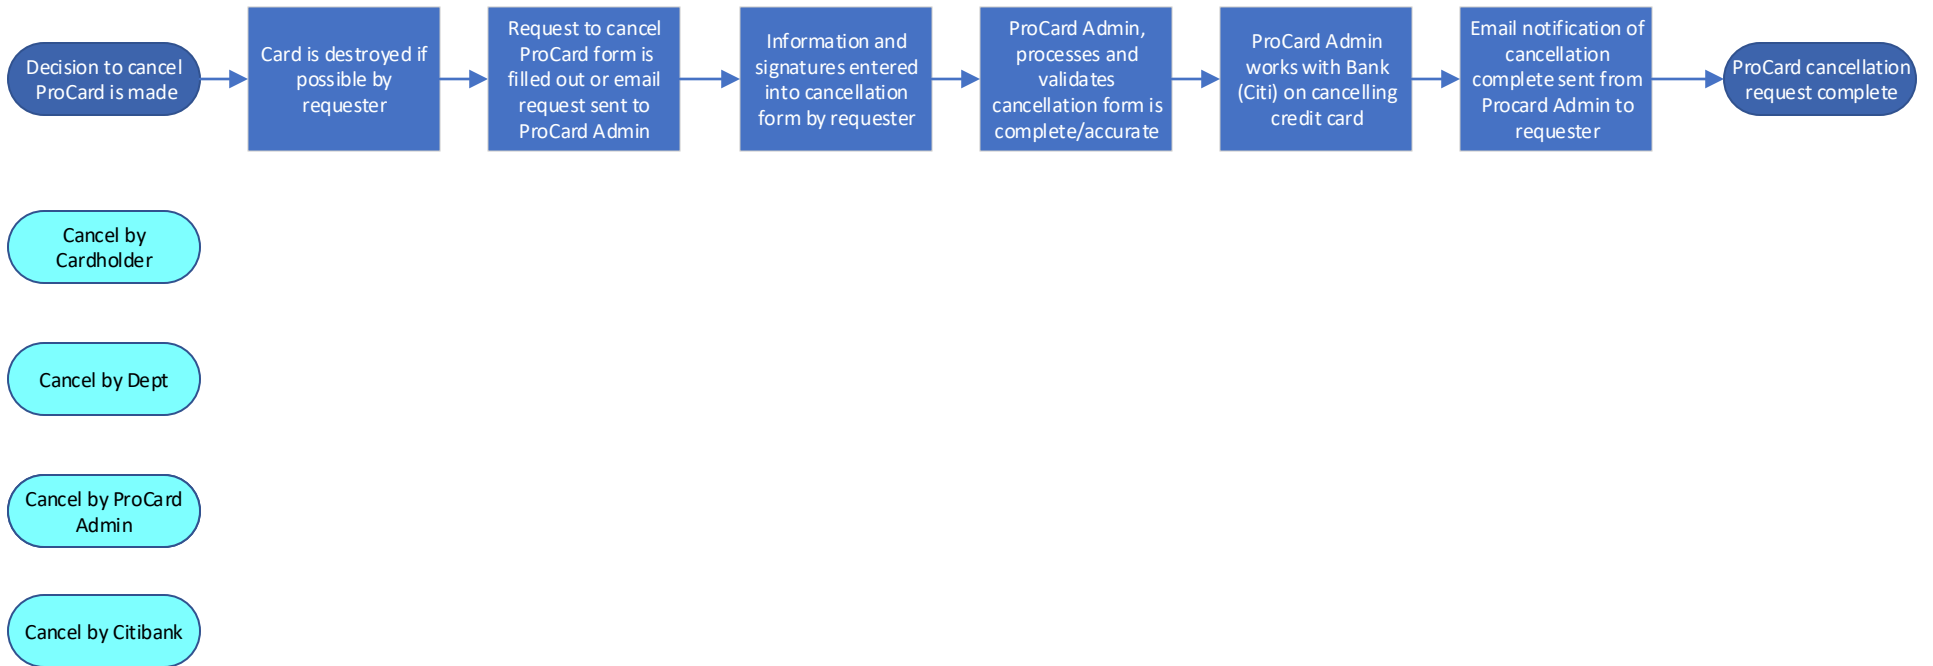 Decision to cancel
ProCard is made
Card is destroyed if
possible by
requester
Request to cancel
ProCard form is
filled out or email
request sent to
ProCard Admin
Information and
signatures entered
into cancellation
form by requester
ProCard Admin,
processes and
validates
cancellation form is
complete/accurate
ProCard Admin
works with Bank
(Citi) on cancelling
credit card
Email notification of
cancellation
complete sent from
Procard Admin to
requester
ProCard cancellation
request complete
Cancel by
Cardholder
Cancel by Dept
Cancel by ProCard
Admin
Cancel by Citibank